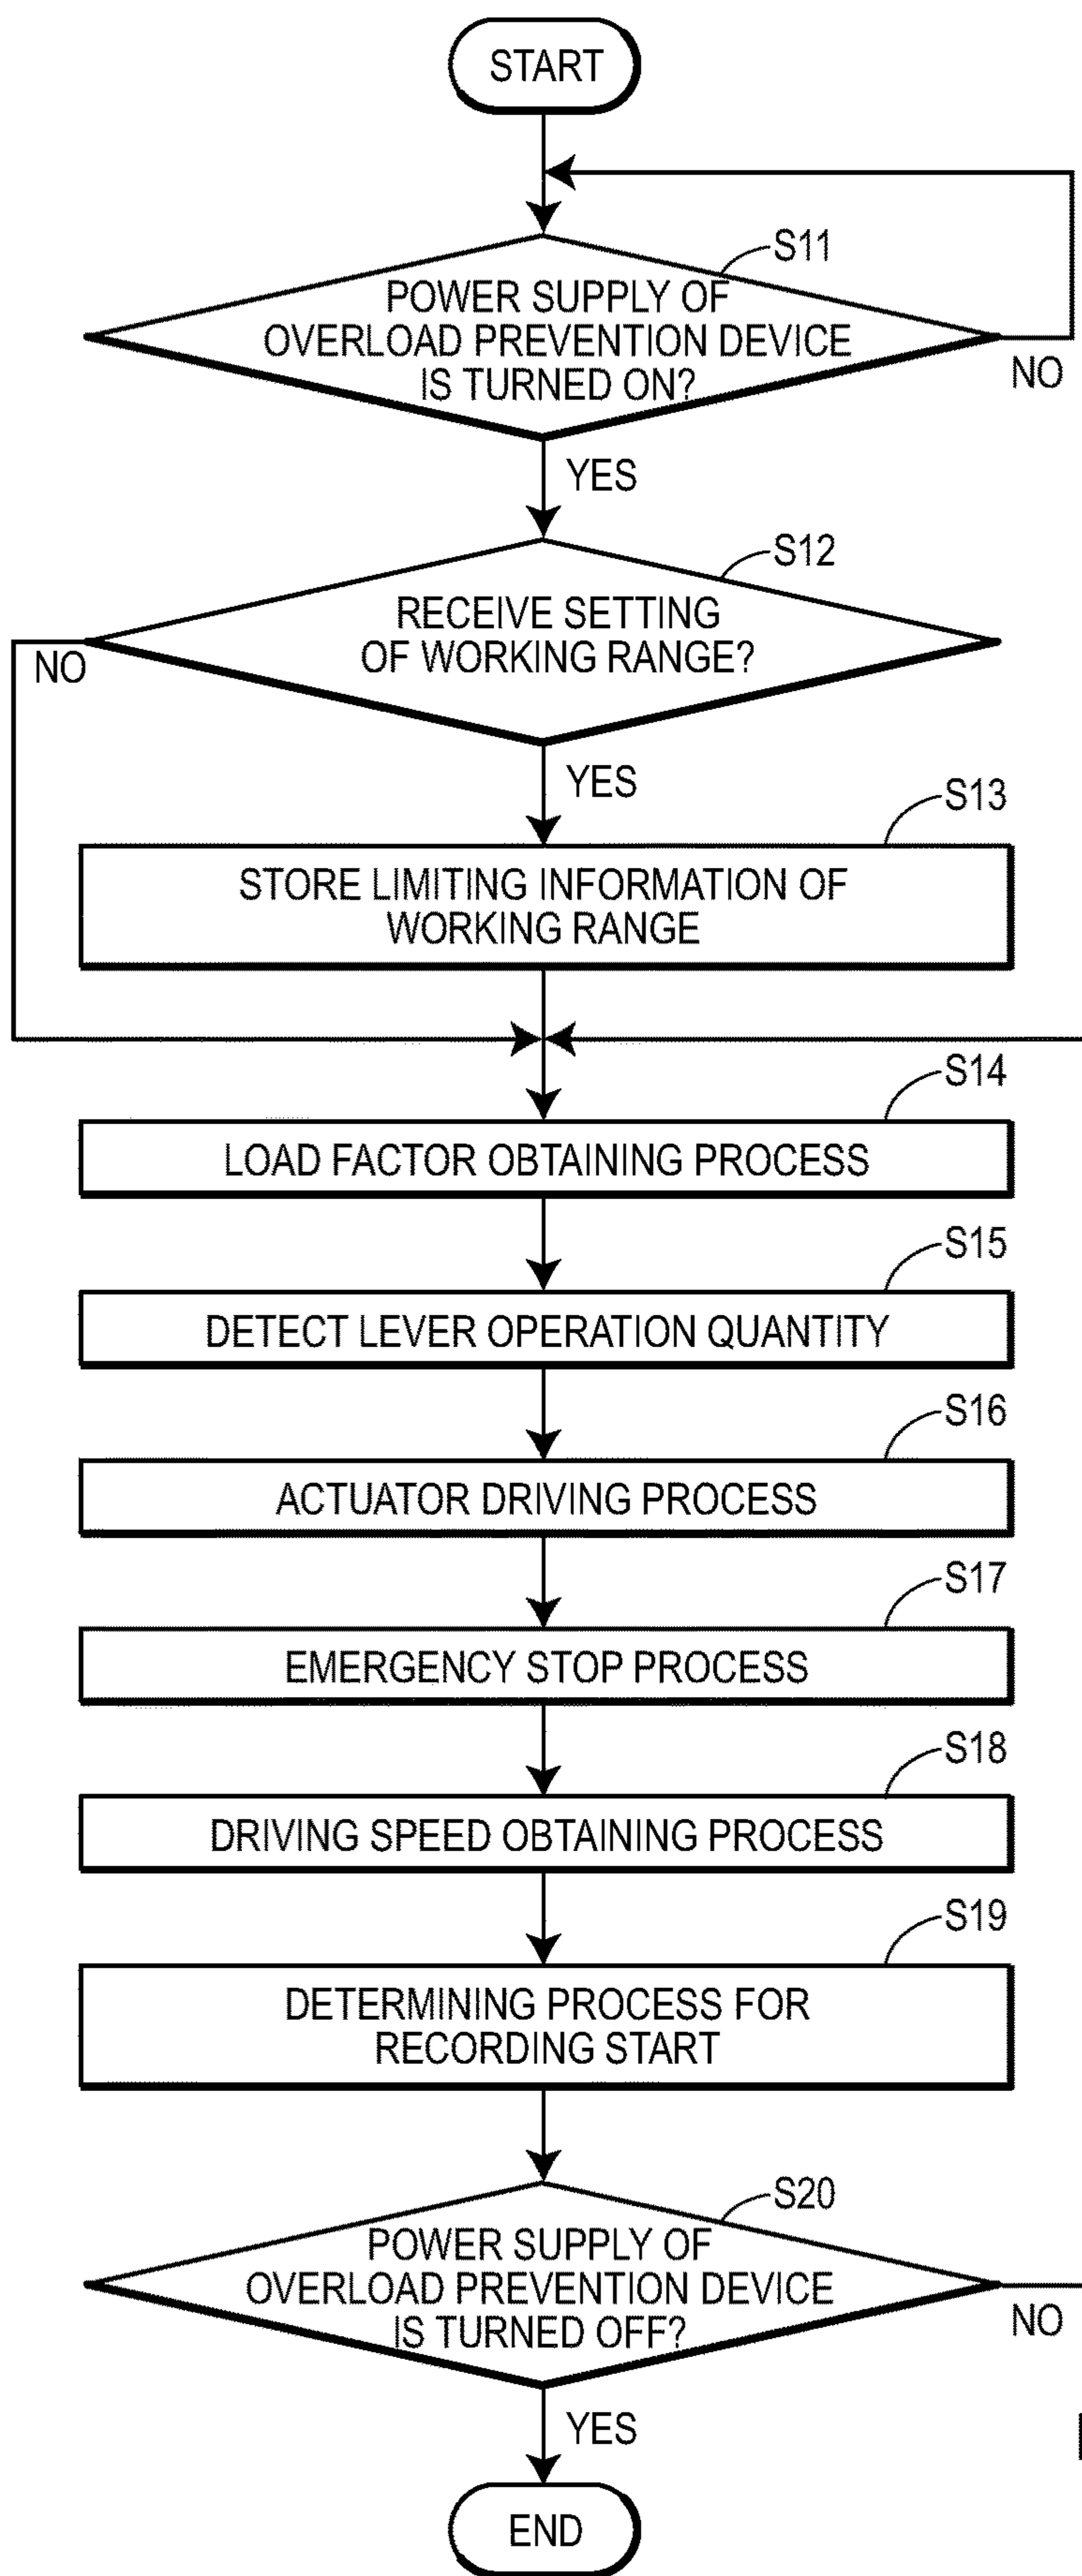 START
S11
POWER SUPPLY OF
OVERLOAD PREVENTION DEVICE
IS TURNED ON?
NO
YES
S12
RECEIVE SETTING
OF WORKING RANGE?
NO
YES
S13
STORE LIMITING INFORMATION OF
WORKING RANGE
S14
LOAD FACTOR OBTAINING PROCESS
S15
DETECT LEVER OPERATION QUANTITY
S16
ACTUATOR DRIVING PROCESS
S17
EMERGENCY STOP PROCESS
S18
DRIVING SPEED OBTAINING PROCESS
S19
DETERMINING PROCESS FOR
RECORDING START
S20
POWER SUPPLY OF
OVERLOAD PREVENTION DEVICE
IS TURNED OFF?
NO
YES
END